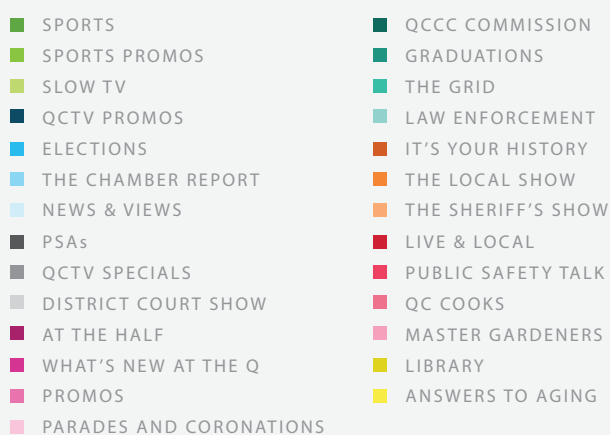 SPORTS
SPORTS PROMOS
SLOW TV
QCTV PROMOS
ELECTIONS
THE CHAMBER REPORT
NEWS & VIEWS
PSAs
QCTV SPECIALS
DISTRICT COURT SHOW
AT THE HALF
WHAT'S NEW AT THE Q
PROMOS
PARADES AND CORONATIONS
QCCC COMMISSION
GRADUATIONS
THE GRID
LAW ENFORCEMENT
IT'S YOUR HISTORY
THE LOCAL SHOW
THE SHERIFF'S SHOW
LIVE & LOCAL
PUBLIC SAFETY TALK
QC COOKS
MASTER GARDENERS
LIBRARY
ANSWERS TO AGING